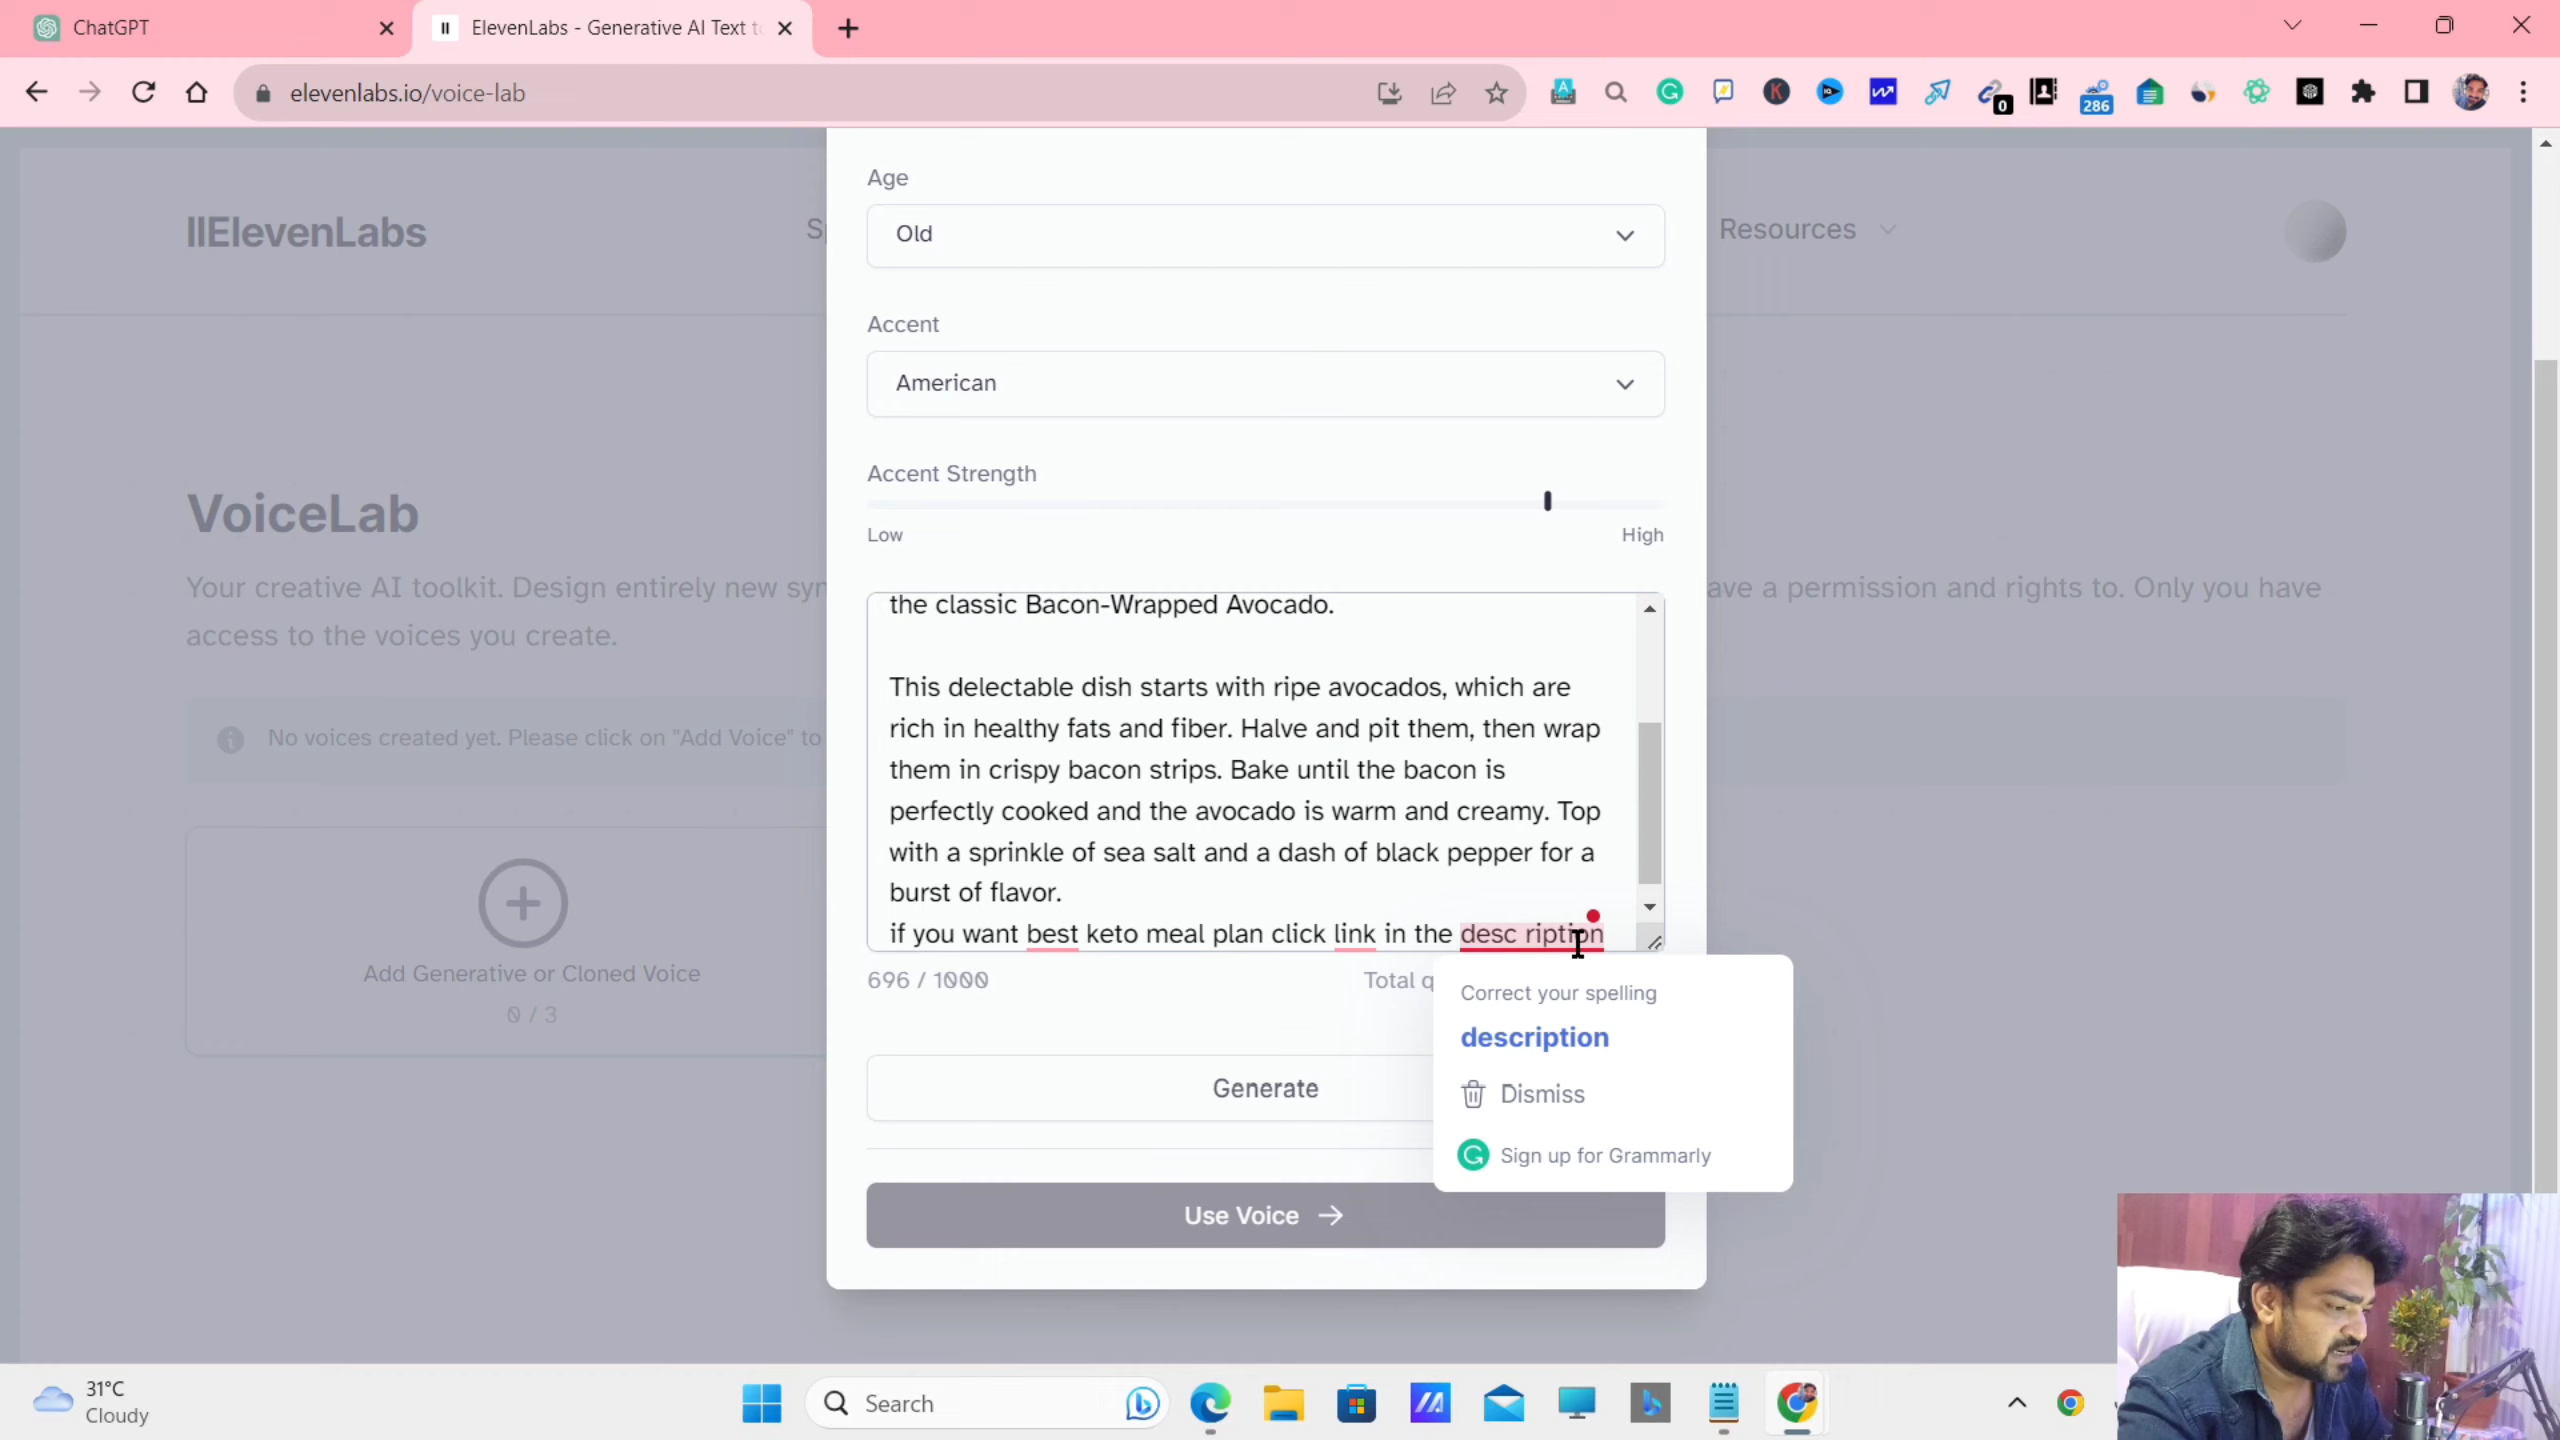 ChatGPT
ElevenLabs - Generative AI Text t
elevenlabs.io/voice-lab
0
286
Age
Old
IIElevenLabs
Resources
Accent
American
Accent Strength
Low
High
VoiceLab
Your creative AI toolkit. Design entirely new syn
ave a permission and rights to. Only you have
access to the voices you create.
No voices created yet. Please click on "Add Voice" to
the classic Bacon-Wrapped Avocado.
This delectable dish starts with ripe avocados, which are
rich in healthy fats and fiber. Halve and pit them, then wrap
them in crispy bacon strips. Bake until the bacon is
perfectly cooked and the avocado is warm and creamy. Top
with a sprinkle of sea salt and a dash of black pepper for a
burst of flavor.
if you want best keto meal plan click link in the desc ription
696 / 1000
Total q
Add Generative or Cloned Voice
0 / 3
Correct your spelling
description
Dismiss
Sign up for Grammarly
Generate
Use Voice
31°C
Cloudy
Search